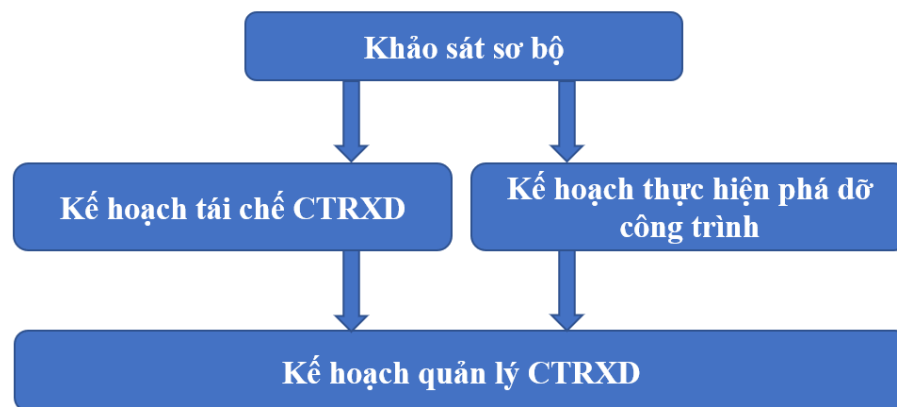 Khảo sát sơ bộ
Kế hoạch tái chế CTRXD
Kế hoạch thực hiện phá dỡ
công trình
Kế hoạch quản lý CTRXD